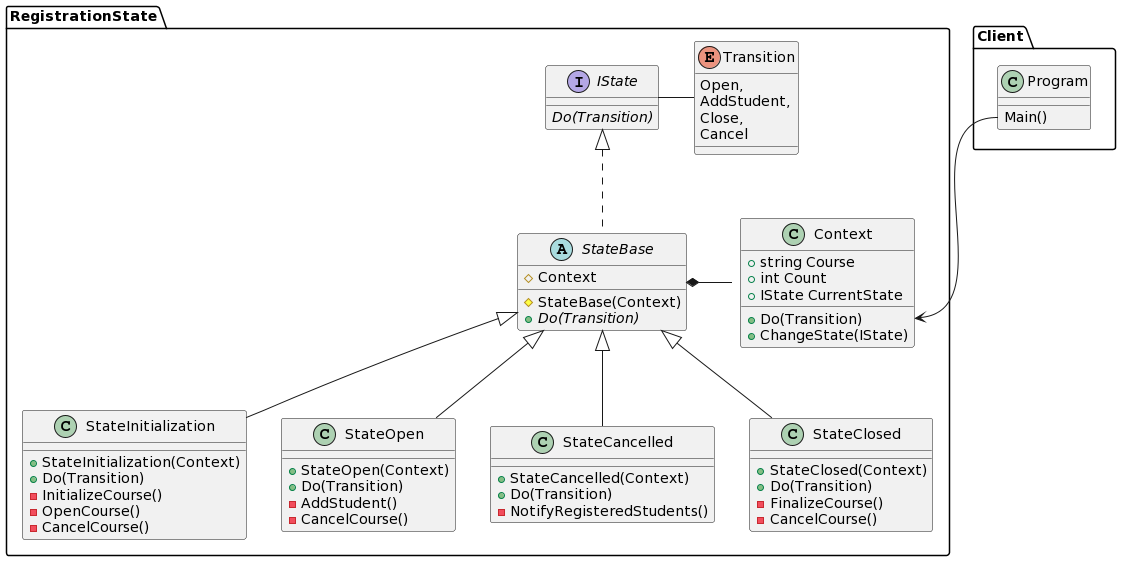 RegistrationState
Client
I IState
Do(Transition)
E Transition
Open,
AddStudent,
Close,
Cancel
C Program
Main()
A StateBase
Context
StateBase(Context)
Do(Transition)
C Context
string Course
int Count
IState CurrentState
Do(Transition)
ChangeState(IState)
C StateInitialization
StateInitialization(Context)
Do(Transition)
InitializeCourse()
OpenCourse()
CancelCourse()
C StateOpen
StateOpen(Context)
Do(Transition)
AddStudent()
CancelCourse()
C StateCancelled
StateCancelled(Context)
Do(Transition)
NotifyRegisteredStudents()
C StateClosed
StateClosed(Context)
Do(Transition)
FinalizeCourse()
CancelCourse()